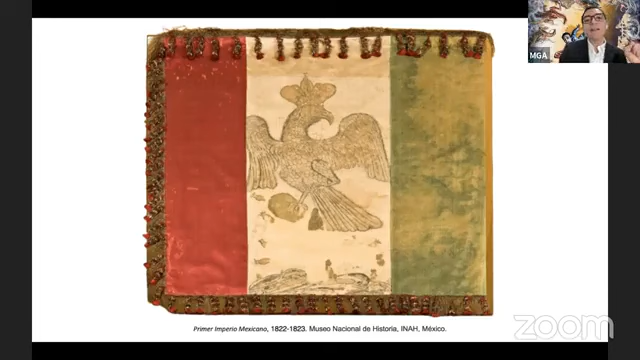 MGA
Primer Imperio Mexicano, 1822-1823. Museo Nacional de Historia, INAH, México.
zoom